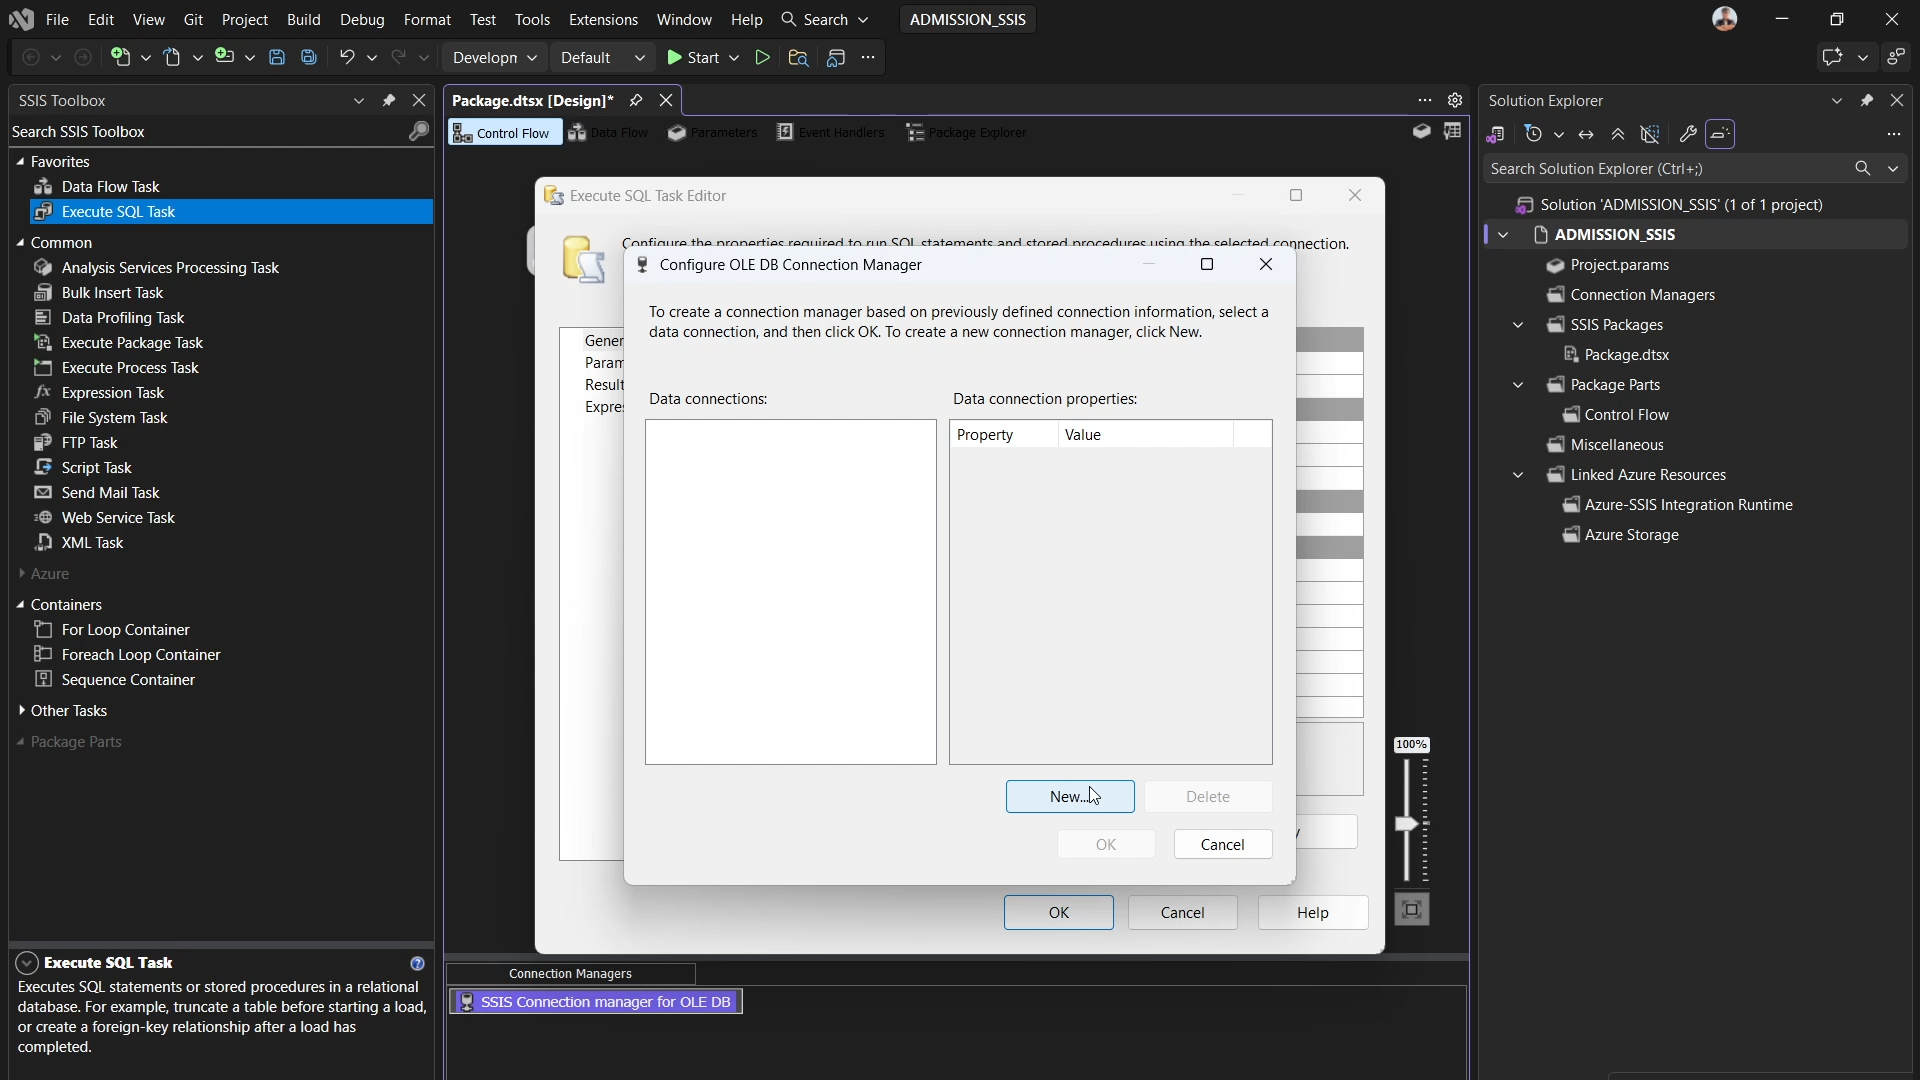 File Edit View Git Project Build Debug Format Test Tools Extensions Window Help Search ADMISSION_SSIS
Default Start
SSIS Toolbox
Search SSIS Toolbox
Favorites
Data Flow Task
Execute SQL Task
Common
Analysis Services Processing Task
Bulk Insert Task
Data Profiling Task
Execute Package Task
Execute Process Task
Expression Task
File System Task
FTP Task
Script Task
Send Mail Task
Web Service Task
XML Task
Azure
Containers
For Loop Container
Foreach Loop Container
Sequence Container
Other Tasks
Package Parts
Execute SQL Task
Executes SQL statements or stored procedures in a relational
database. For example, truncate a table before starting a load,
or create a foreign-key relationship after a load has
completed.
Package.dtsx [Design]*
Control Flow Data Flow Parameters Event Handlers Package Explorer
Execute SQL Task Editor
Configure the properties required to run SQL statements and stored procedures using the selected connection.
Configure OLE DB Connection Manager
To create a connection manager based on previously defined connection information, select a
data connection, and then click OK. To create a new connection manager, click New.
Data connections: Data connection properties:
Property Value
New... Delete
OK Cancel
OK Cancel Help
100%
Connection Managers
SSIS Connection manager for OLE DB
Solution Explorer
Search Solution Explorer (Ctrl+;)
Solution 'ADMISSION_SSIS' (1 of 1 project)
ADMISSION_SSIS
Project.params
Connection Managers
SSIS Packages
Package.dtsx
Package Parts
Control Flow
Miscellaneous
Linked Azure Resources
Azure-SSIS Integration Runtime
Azure Storage